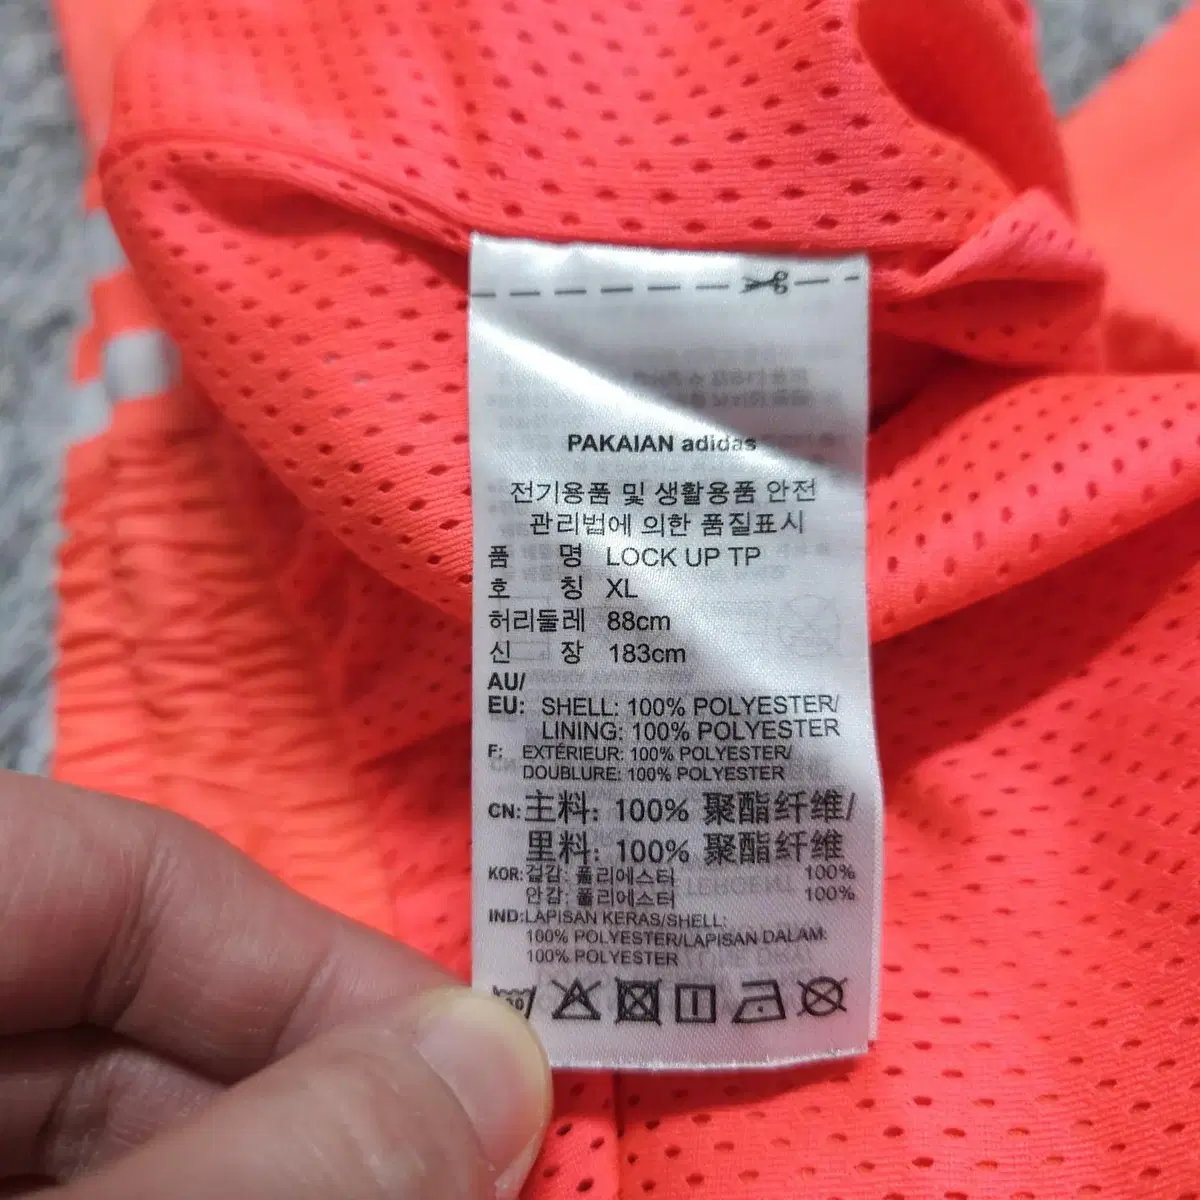 PAKAIAN adidas
전기용품 및 생활용품 안전
관리법에 의한 품질표시
품 명 LOCK UP TP
호 칭 XL
허리둘레 88cm
신 장 183cm
AU/
EU: SHELL: 100% POLYESTER/
LINING: 100% POLYESTER
F: EXTÉRIEUR: 100% POLYESTER/
DOUBLURE: 100% POLYESTER
CN: 主料: 100% 聚酯纤维/
里料: 100% 聚酯纤维
KOR: 겉감: 폴리에스터 100%
안감: 폴리에스터 100%
IND: LAPISAN KERAS/SHELL:
100% POLYESTER/LAPISAN DALAM:
100% POLYESTER